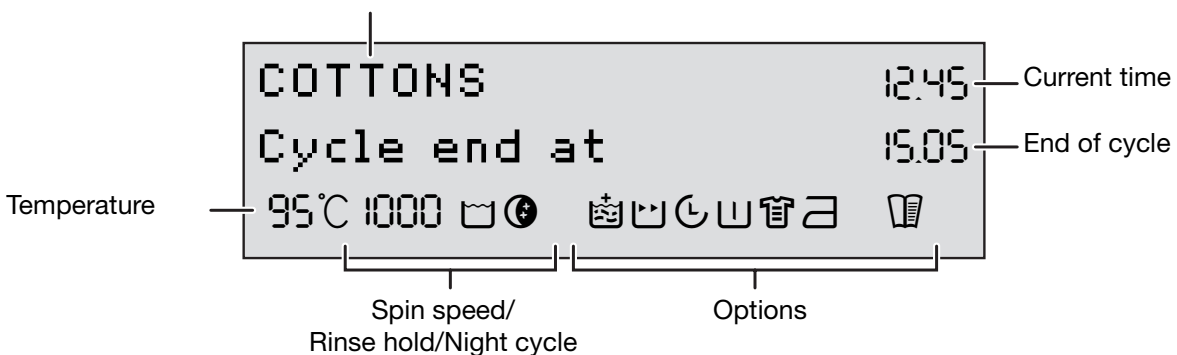 COTTONS 12.45 Current time
Cycle end at 15.05 End of cycle
Temperature 95°C 1000
Spin speed/
Rinse hold/Night cycle
Options